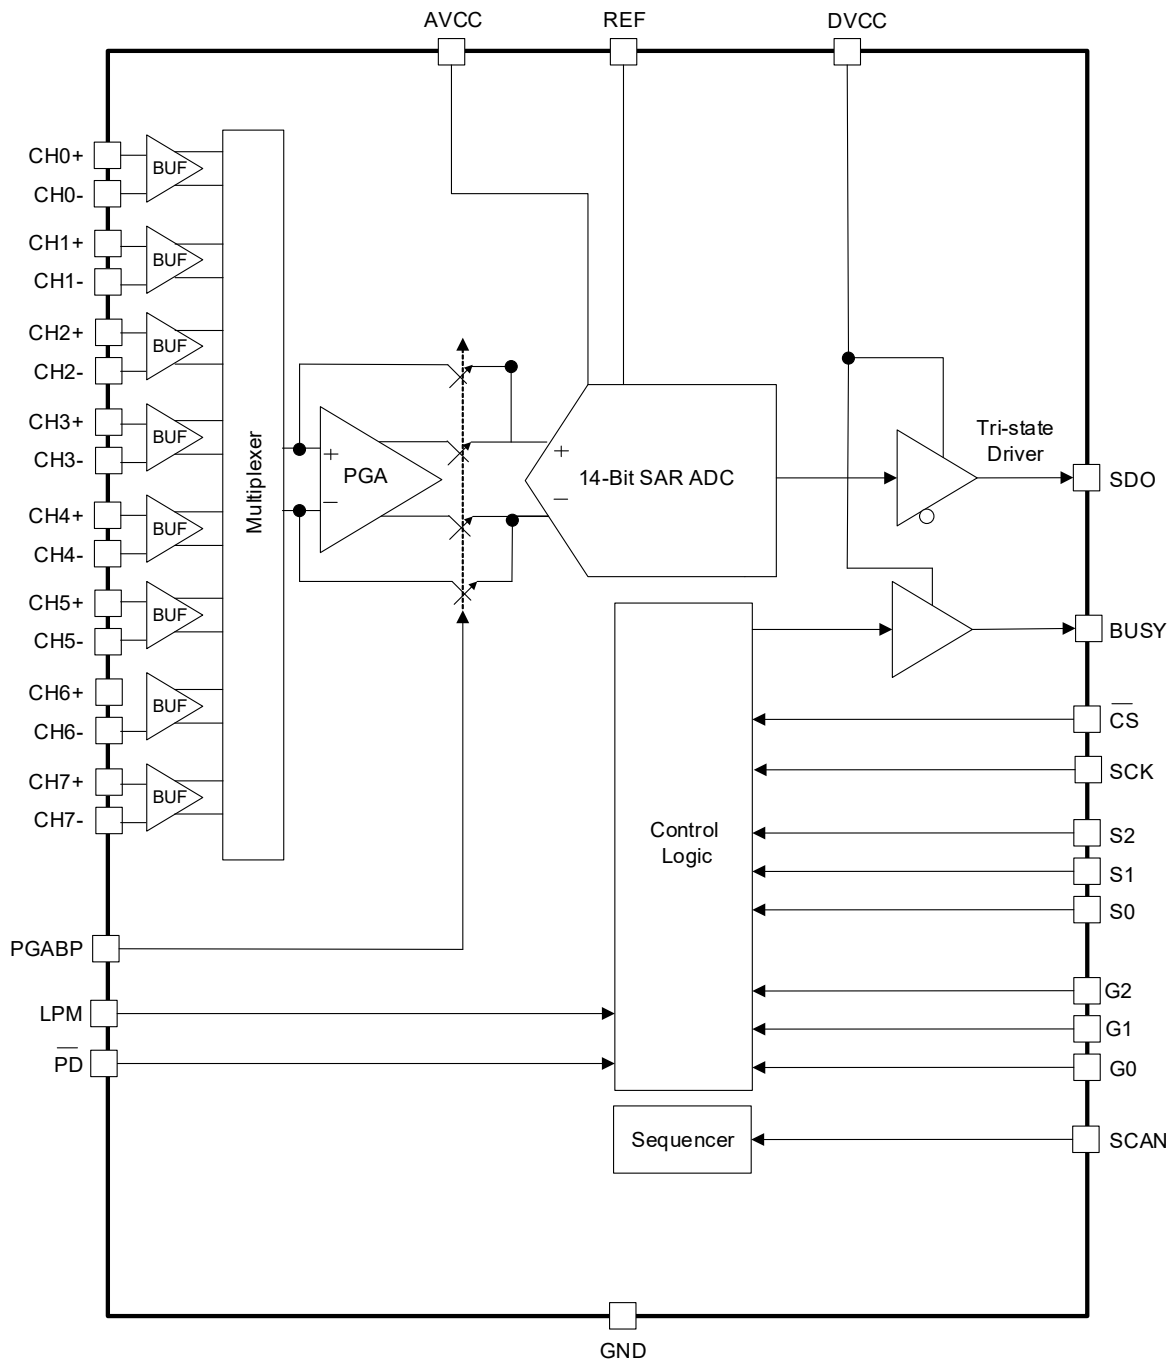 AVCC
REF
DVCC
CH0+
BUF
CH0-
CH1+
BUF
CH1-
CH2+
BUF
CH2-
CH3+
BUF
CH3-
CH4+
BUF
CH4-
CH5+
BUF
CH5-
CH6+
BUF
CH6-
CH7+
BUF
CH7-
Multiplexer
+
PGA
−
+
14-Bit SAR ADC
−
Tri-state
Driver
SDO
BUSY
C̅S̅
SCK
Control
Logic
S2
S1
S0
PGABP
LPM
P̅D̅
G2
G1
G0
Sequencer
SCAN
GND